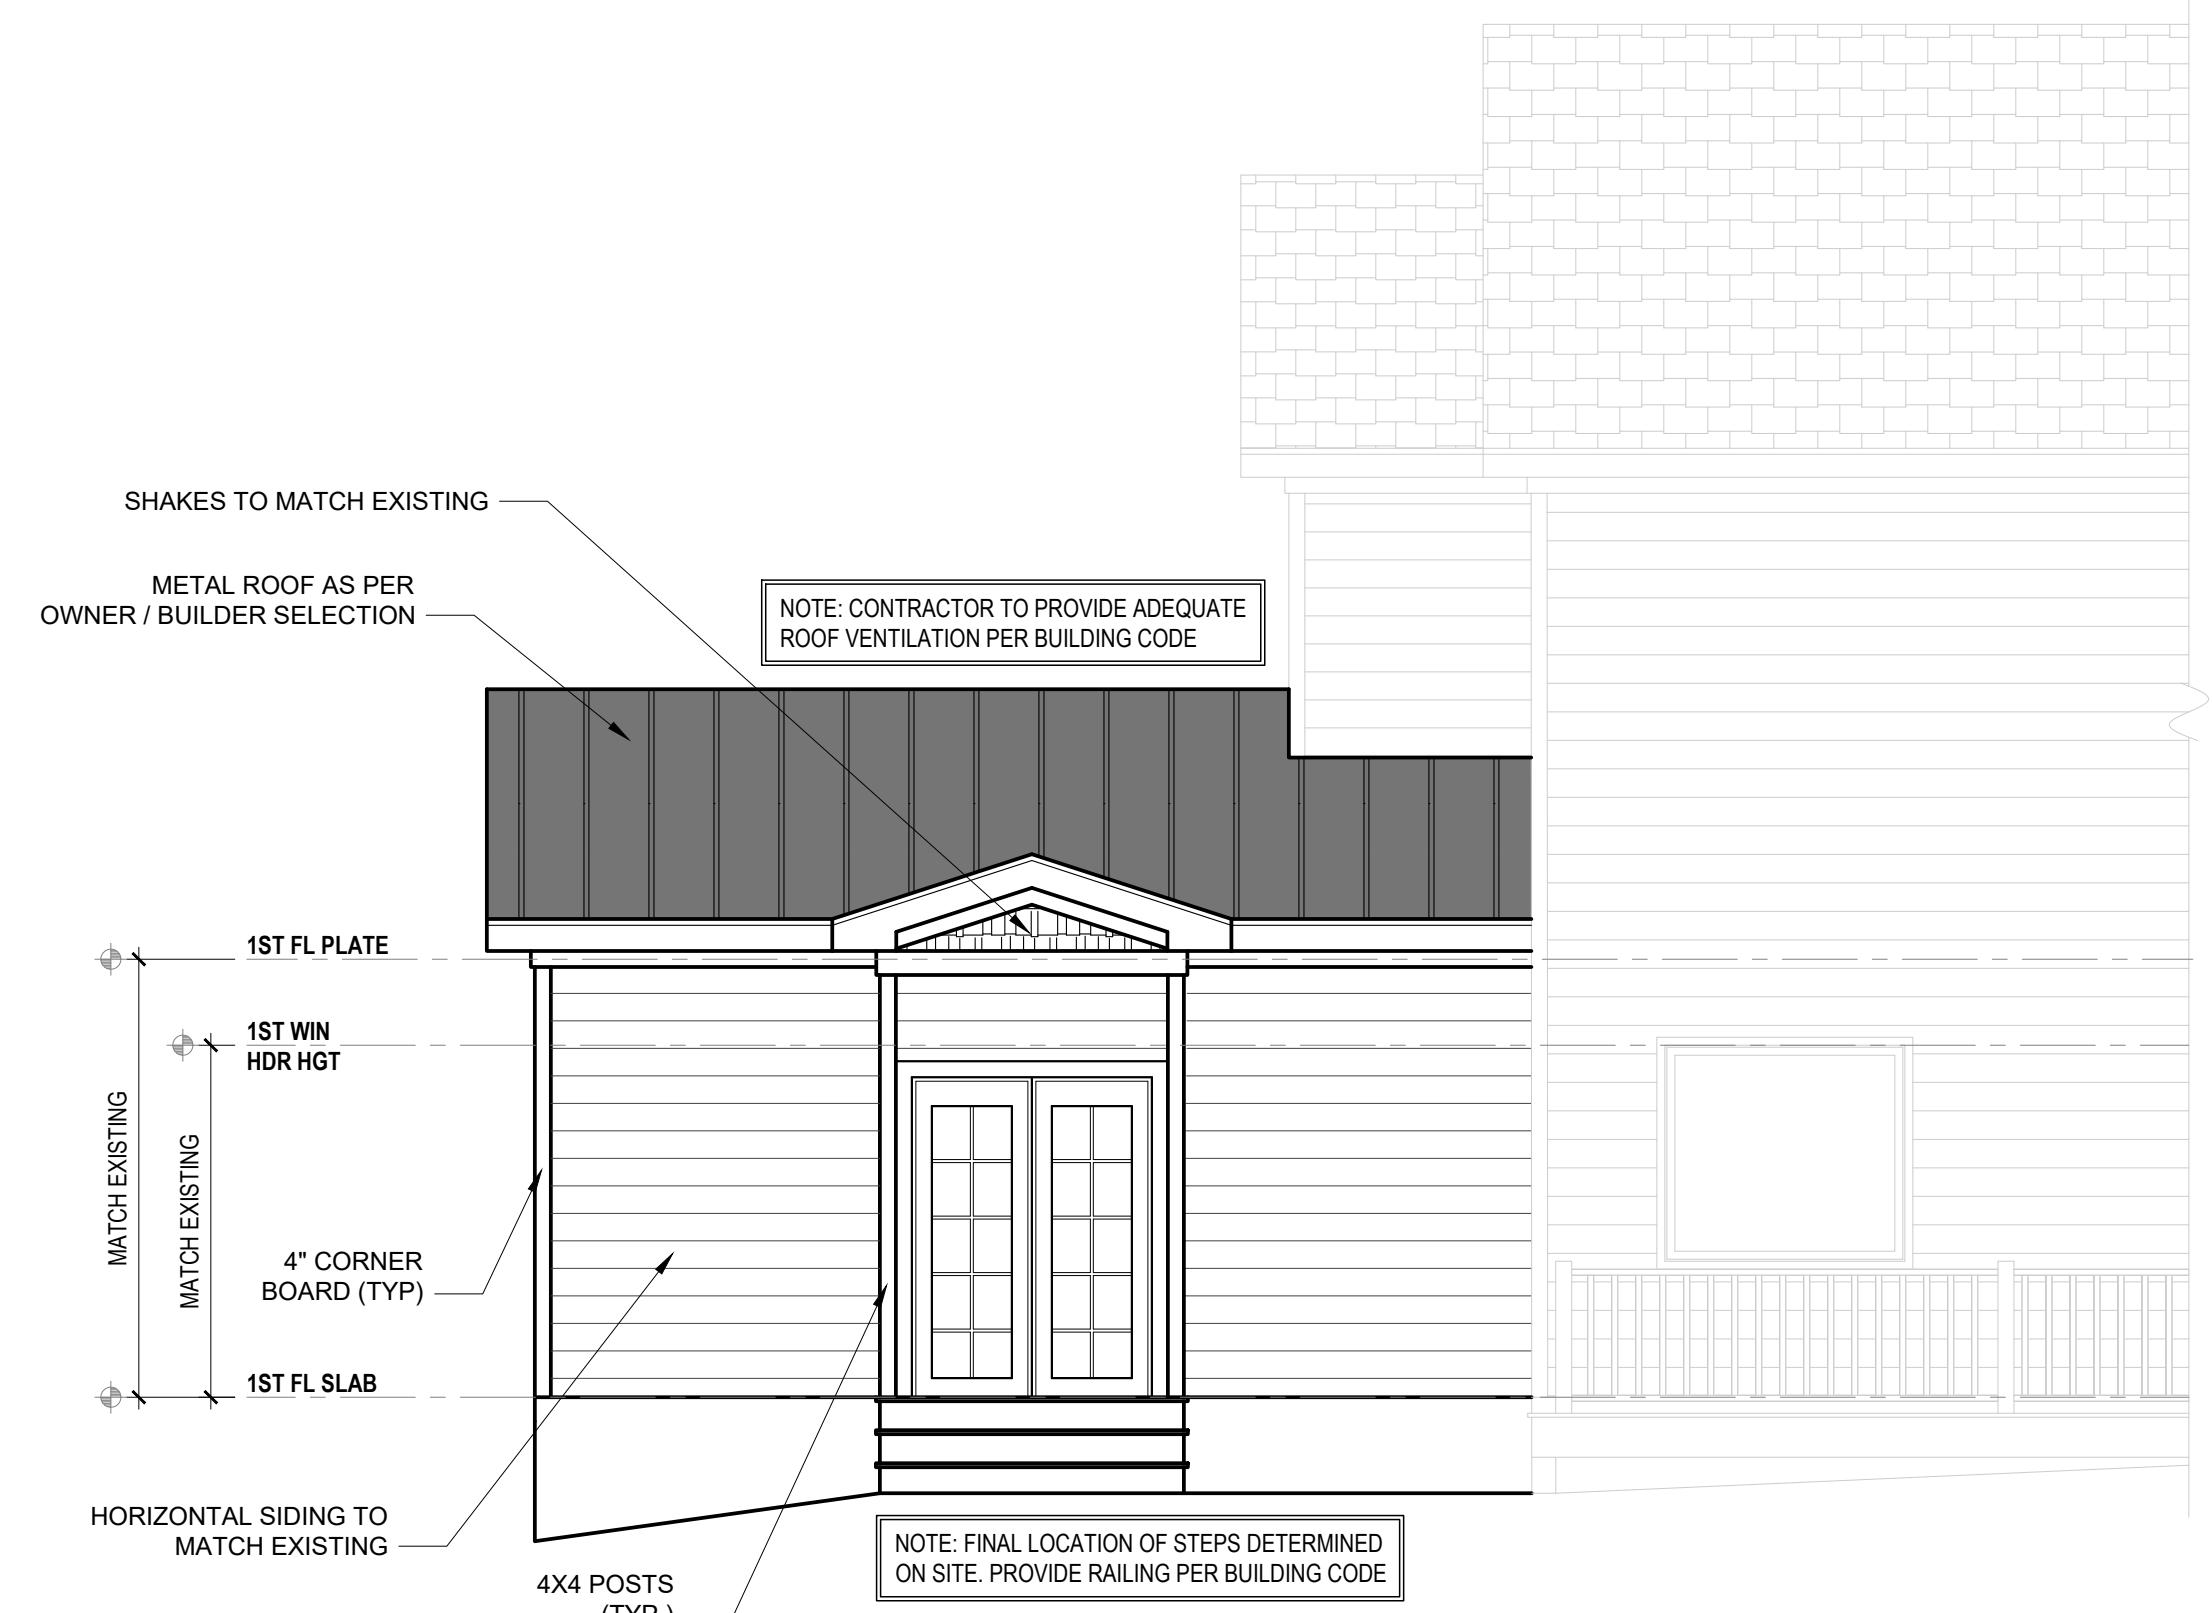 SHAKES TO MATCH EXISTING
METAL ROOF AS PER
OWNER / BUILDER SELECTION
NOTE: CONTRACTOR TO PROVIDE ADEQUATE
ROOF VENTILATION PER BUILDING CODE
1ST FL PLATE
1ST WIN
HDR HGT
MATCH EXISTING
MATCH EXISTING
4" CORNER
BOARD (TYP)
1ST FL SLAB
HORIZONTAL SIDING TO
MATCH EXISTING
NOTE: FINAL LOCATION OF STEPS DETERMINED
ON SITE. PROVIDE RAILING PER BUILDING CODE
4X4 POSTS
(TYP.)